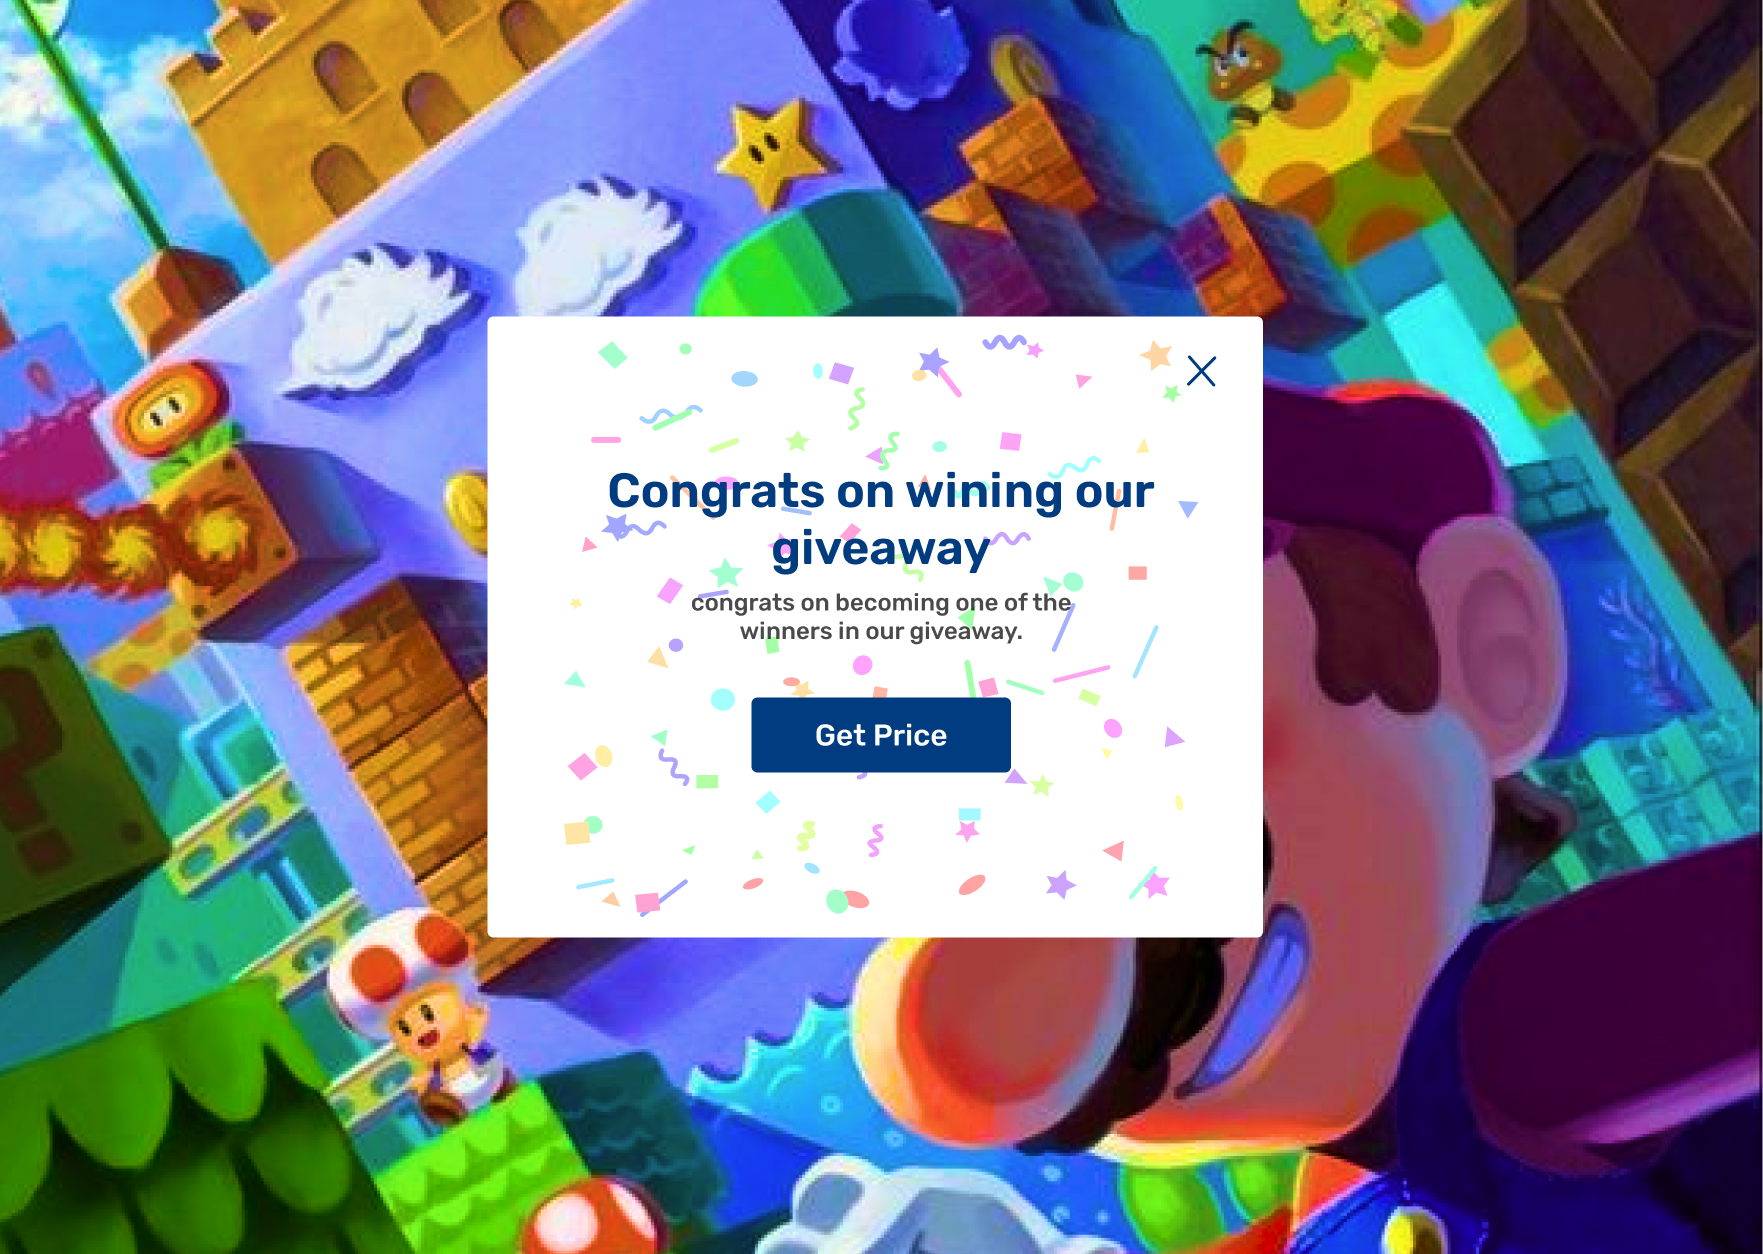 Congrats on wining our
giveaway
congrats on becoming one of the
winners in our giveaway.
Get Price